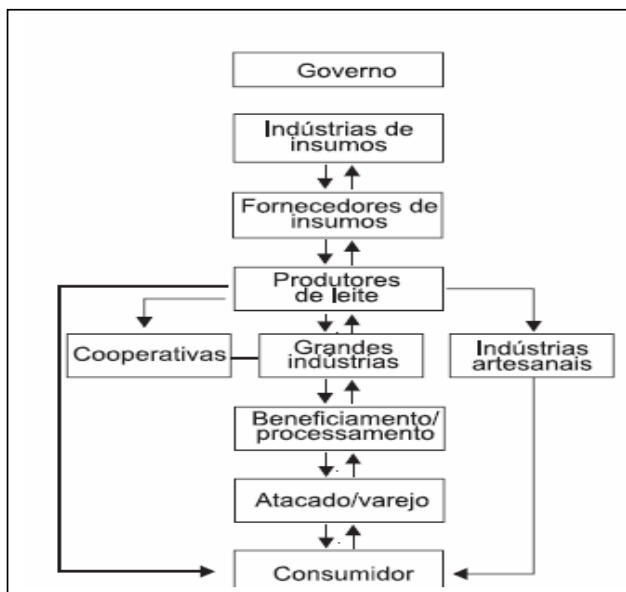 Governo
Indústrias de
insumos
Fornecedores de
insumos
Produtores
de leite
Cooperativas
Grandes
indústrias
Indústrias
artesanais
Beneficiamento/
processamento
Atacado/varejo
Consumidor